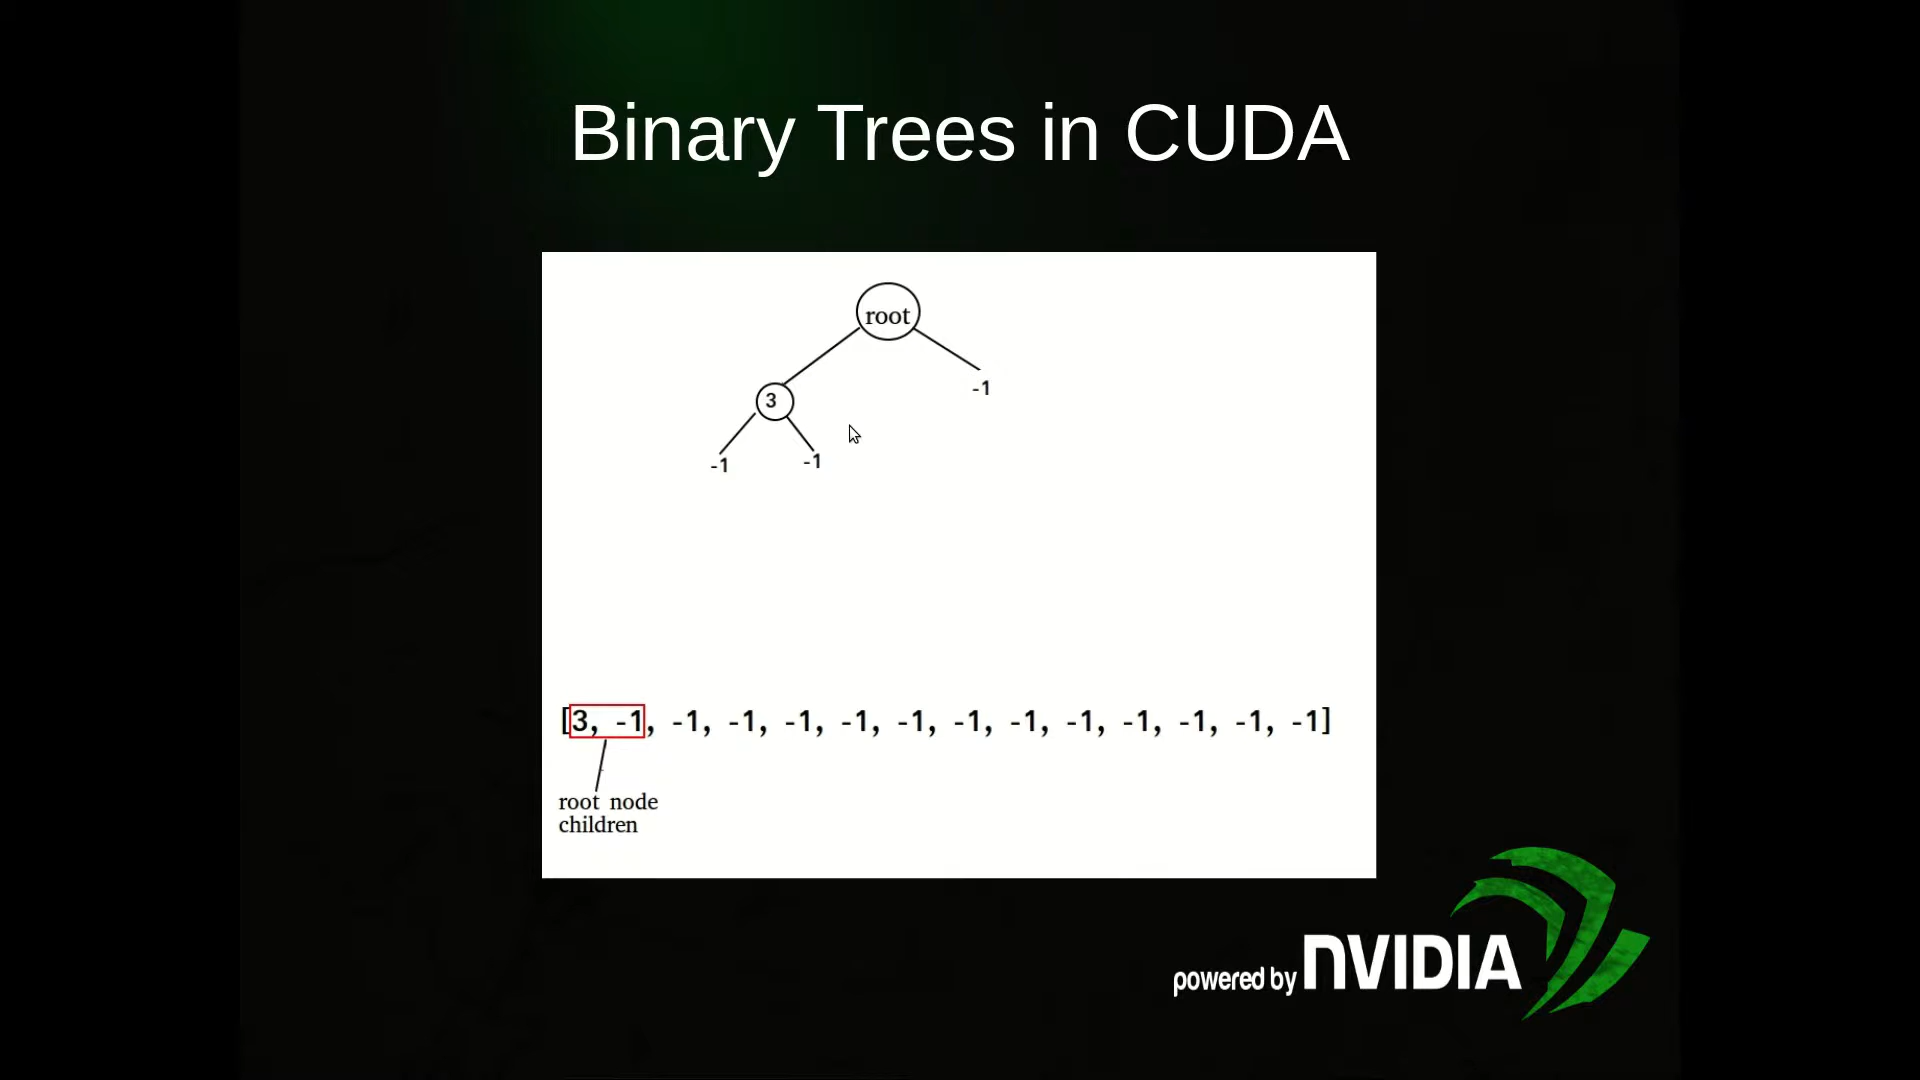 Binary Trees in CUDA
root
3
-1
-1
-1
[3, -1, -1, -1, -1, -1, -1, -1, -1, -1, -1, -1, -1, -1]
root node
children
powered by NVIDIA